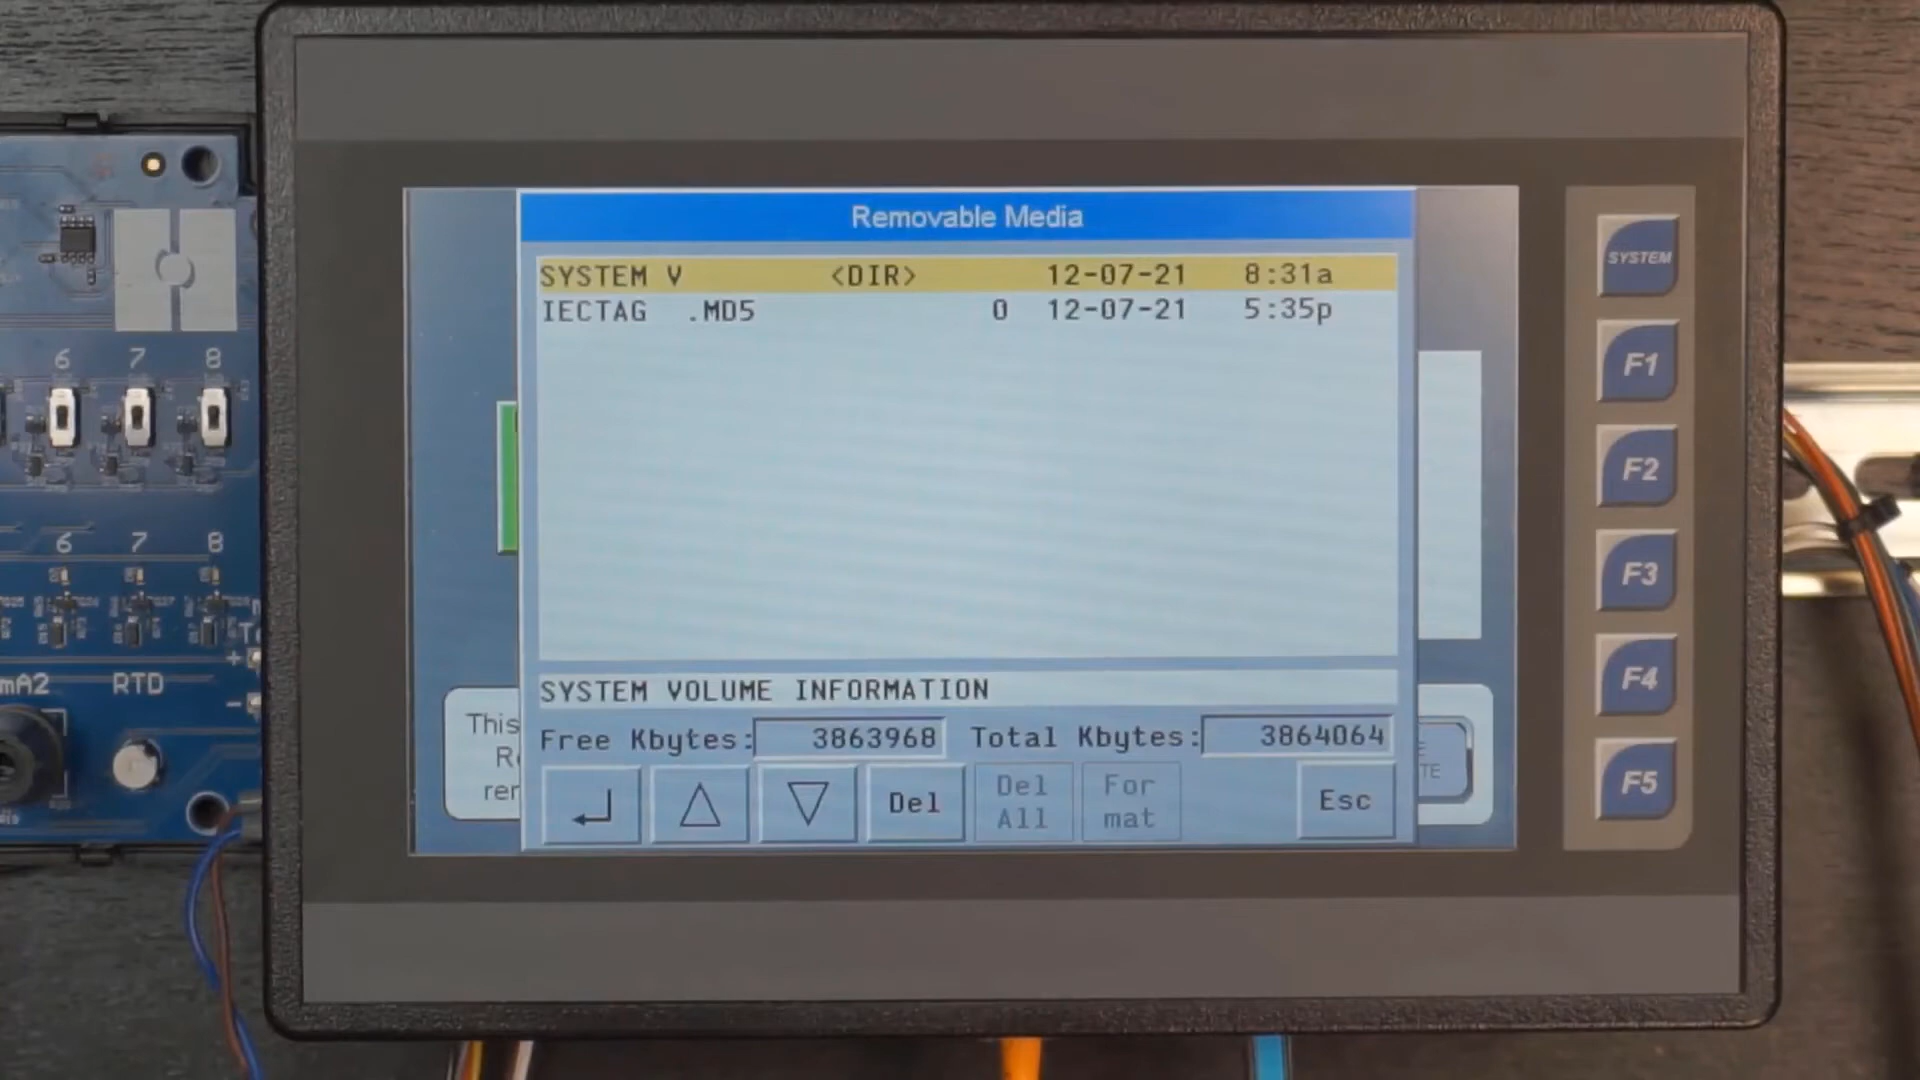 Removable Media
SYSTEM V <DIR> 12-07-21 8:31a
IECTAG .MD5 0 12-07-21 5:35p
SYSTEM VOLUME INFORMATION
Free Kbytes: 3863968 Total Kbytes: 3864064
Del
Del All
For mat
Esc
This
SYSTEM
F1
F2
F3
F4
F5
6 7 8
6 7 8
mA2 RTD